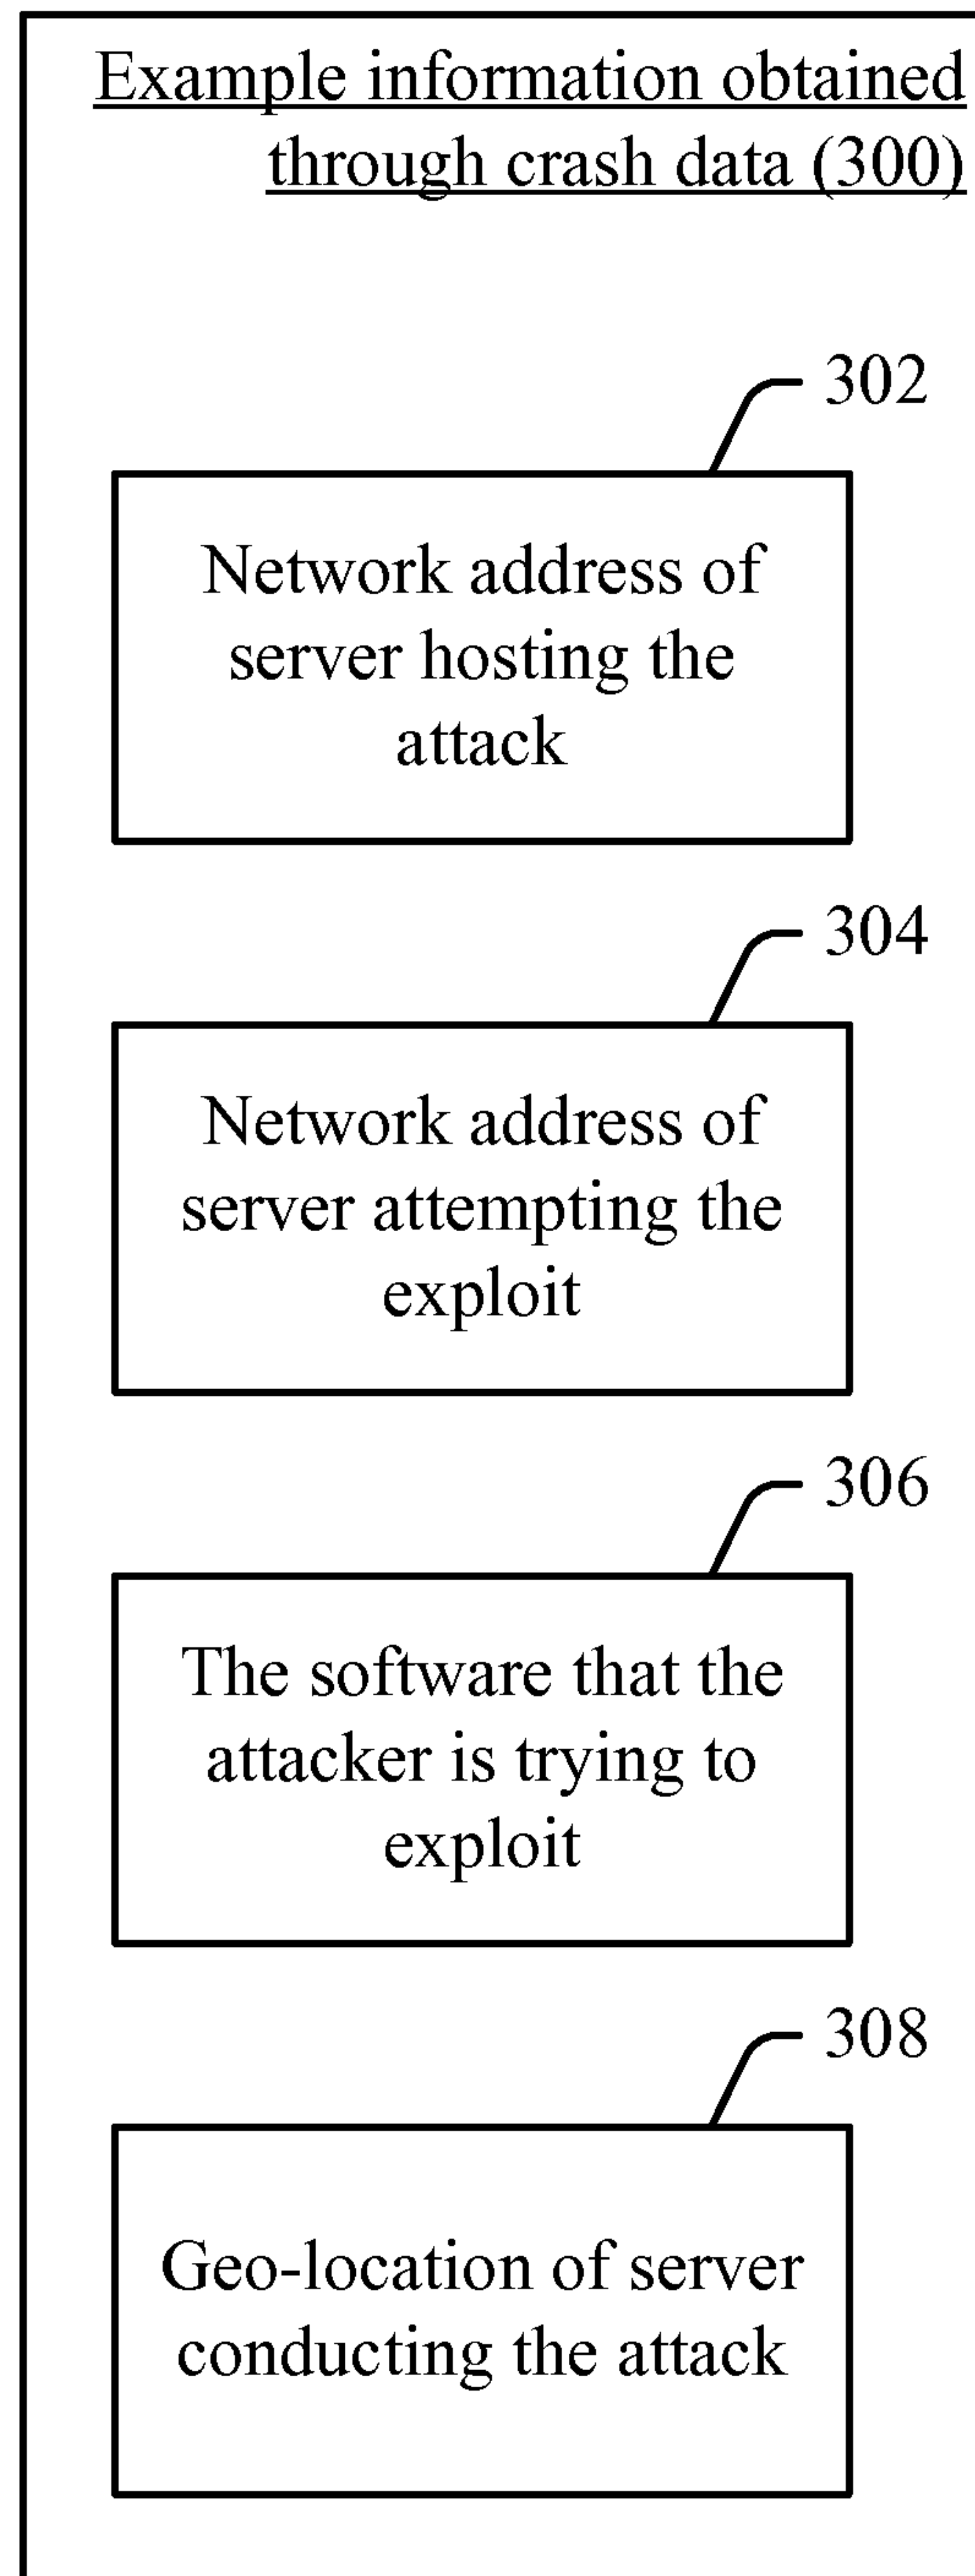 Example information obtained
through crash data (300)
302
Network address of
server hosting the
attack
304
Network address of
server attempting the
exploit
306
The software that the
attacker is trying to
exploit
308
Geo-location of server
conducting the attack